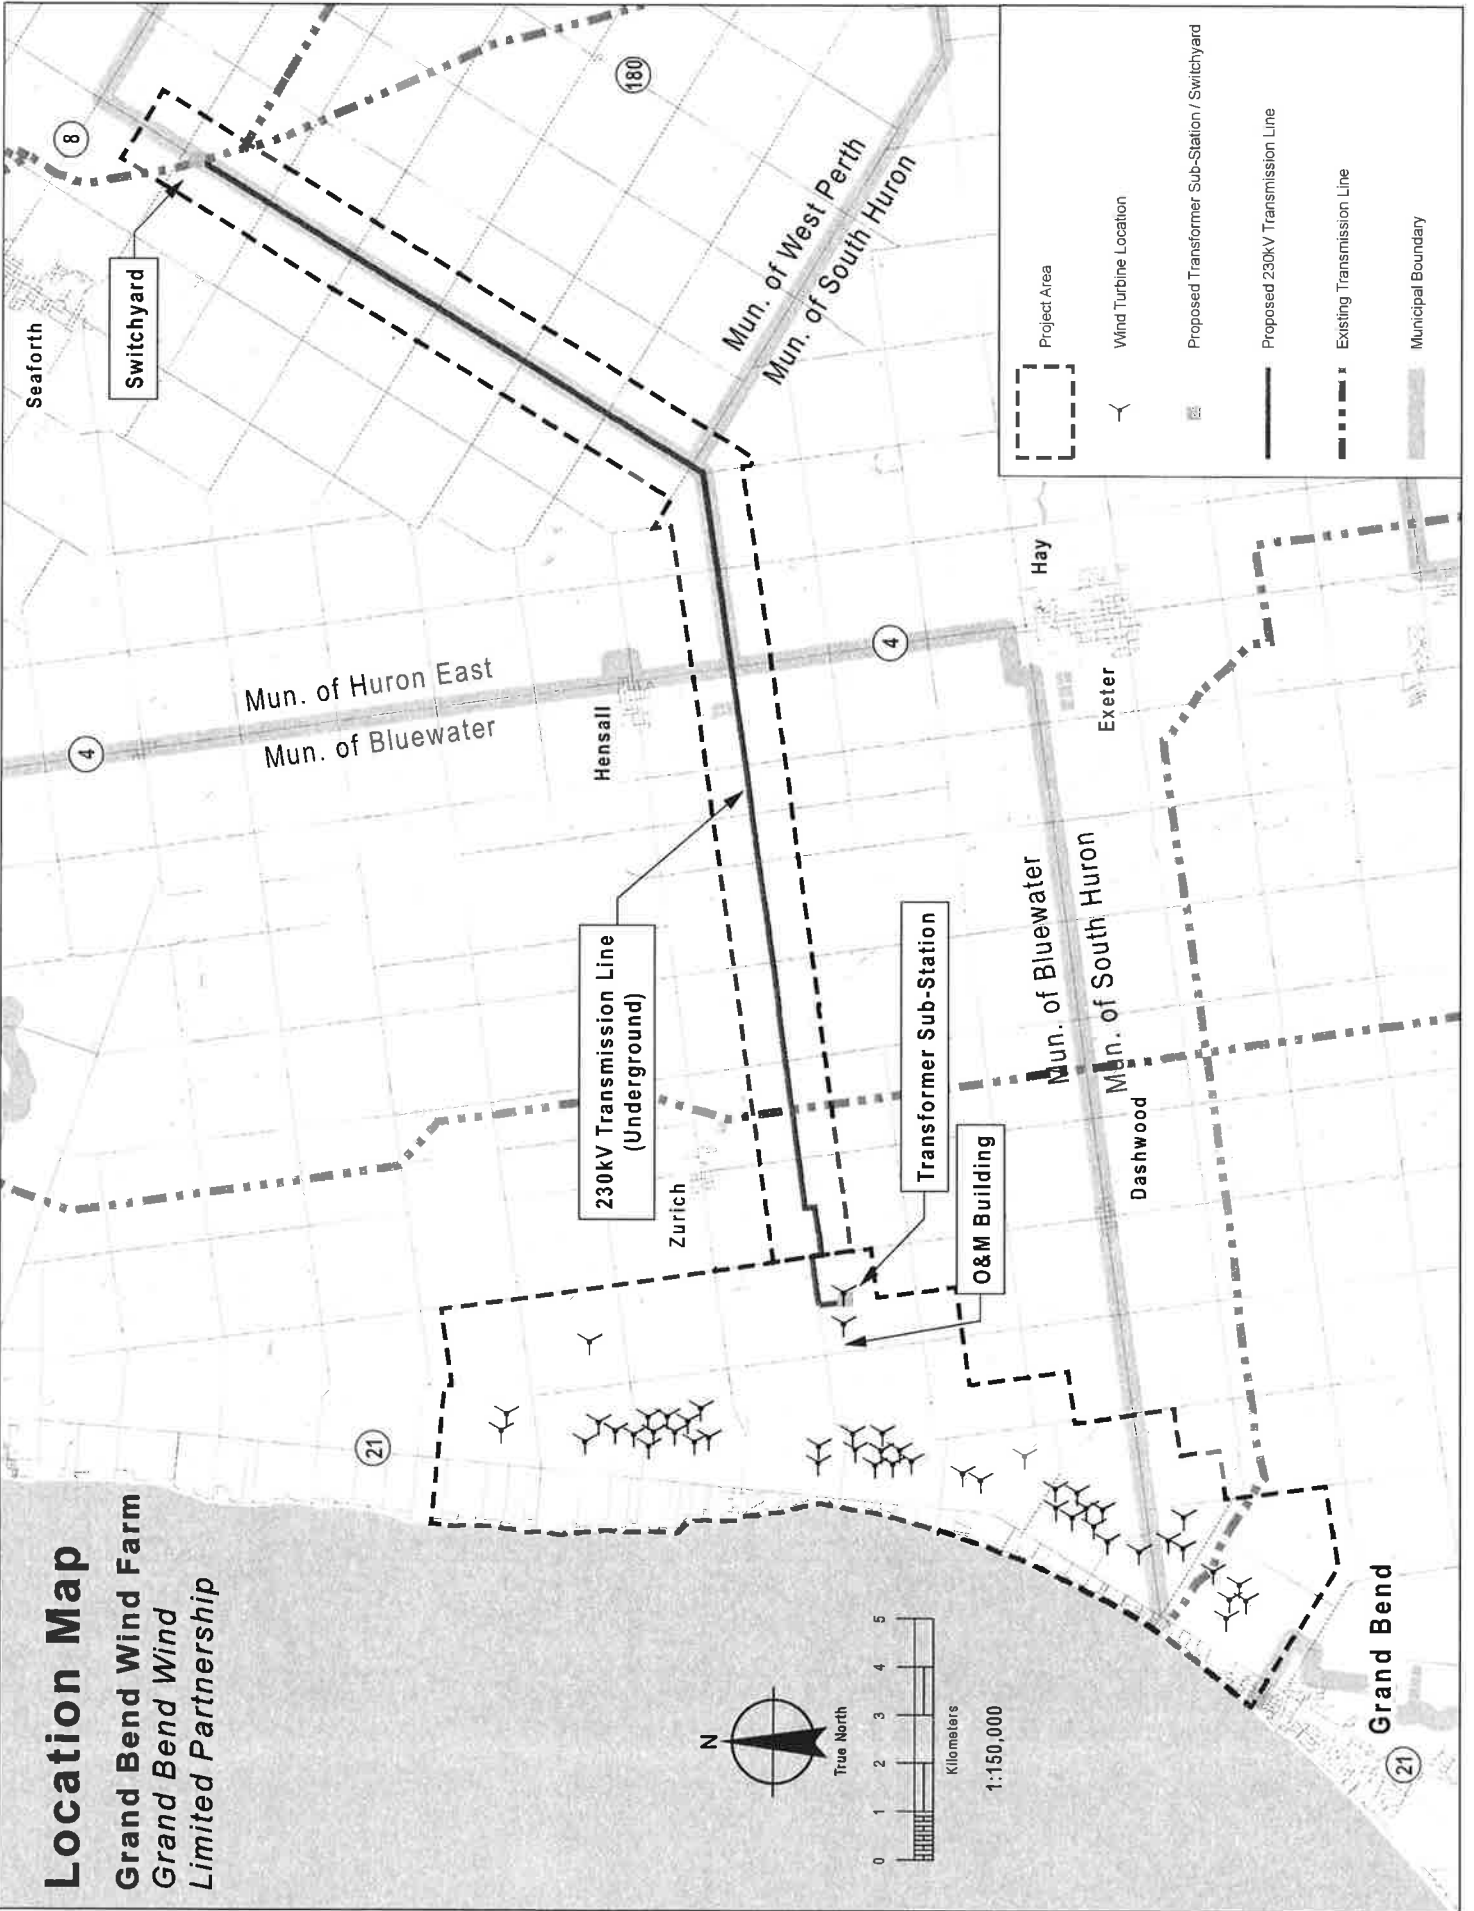 Location Map
Grand Bend Wind Farm
Grand Bend Wind
Limited Partnership
N
True North
0 1 2 3 4 5
Kilometers
1:150,000
21
Grand Bend
21
Zurich
230kV Transmission Line
(Underground)
Transformer Sub-Station
O&M Building
Dashwood
Mun. of Bluewater
Mun. of South Huron
4
Mun. of Huron East
Mun. of Bluewater
Hensall
4
Exeter
Hay
Seaforth
Switchyard
8
180
Mun. of West Perth
Mun. of South Huron
Project Area
Wind Turbine Location
Proposed Transformer Sub-Station / Switchyard
Proposed 230kV Transmission Line
Existing Transmission Line
Municipal Boundary